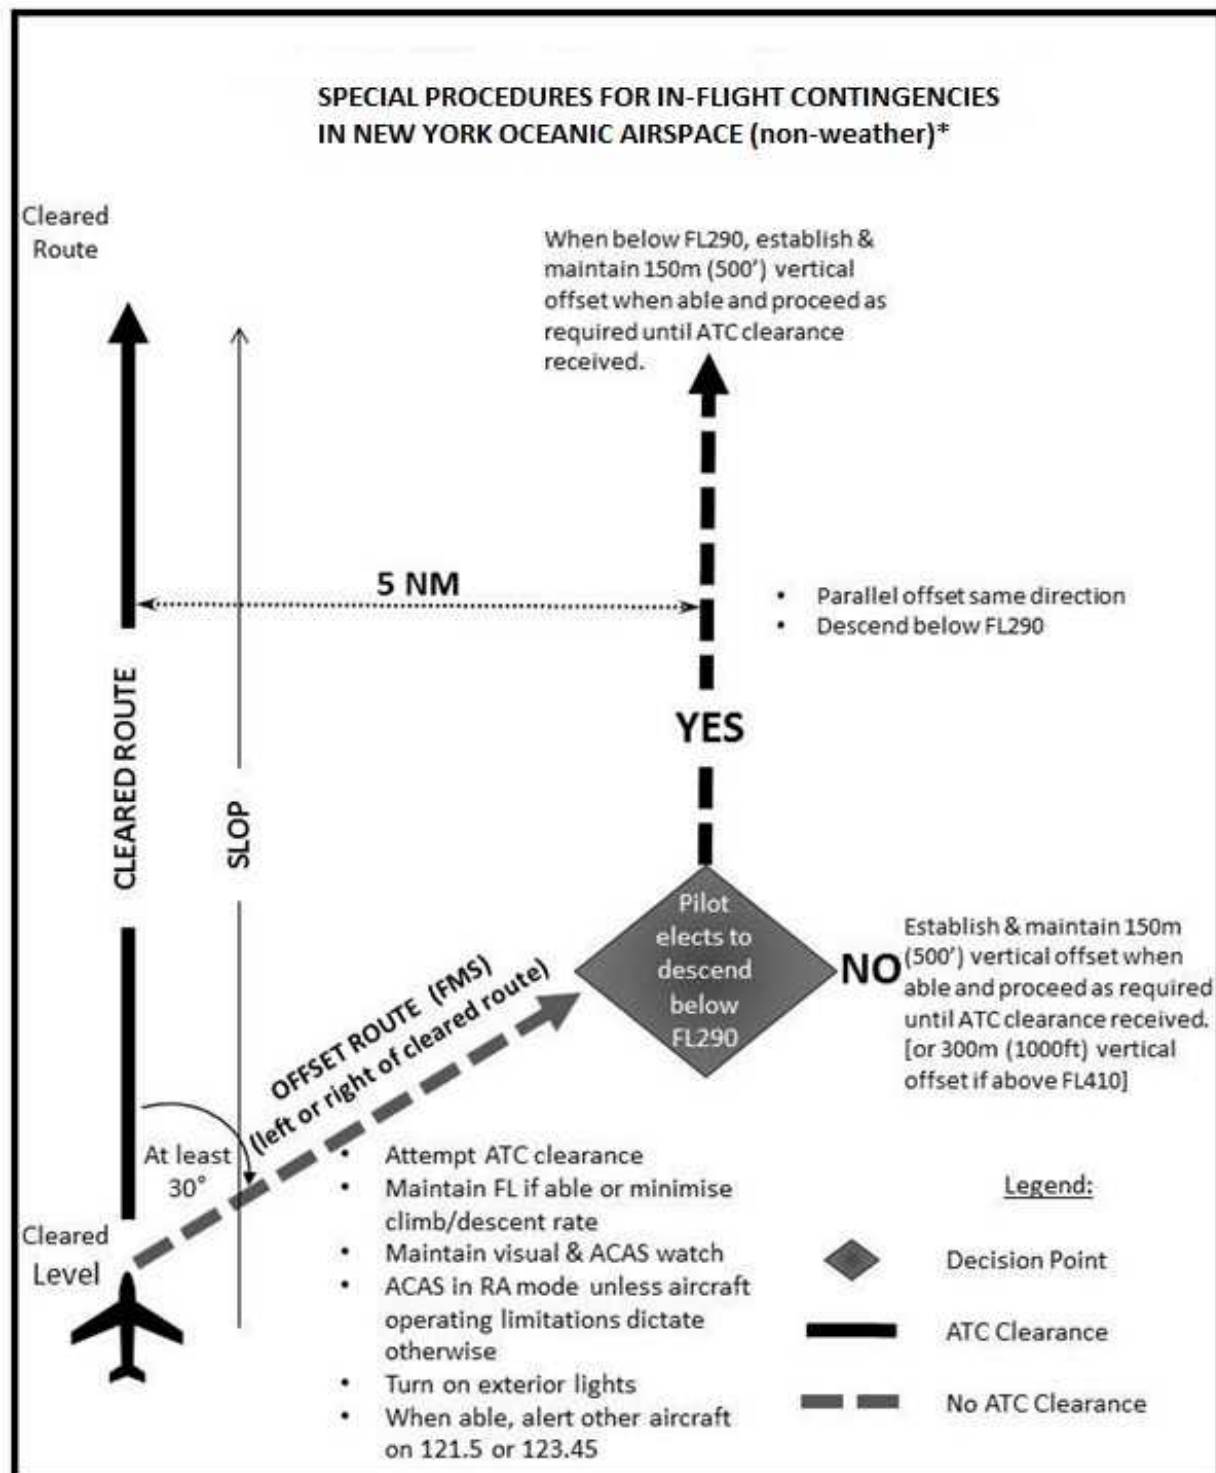 SPECIAL PROCEDURES FOR IN-FLIGHT CONTINGENCIES
IN NEW YORK OCEANIC AIRSPACE (non-weather)*
Cleared
Route
When below FL290, establish &
maintain 150m (500’) vertical
offset when able and proceed as
required until ATC clearance
received.
5 NM
• Parallel offset same direction
• Descend below FL290
CLEARED ROUTE
SLOP
YES
Pilot
elects to
descend
below
FL290
NO
Establish & maintain 150m
(500’) vertical offset when
able and proceed as required
until ATC clearance received.
[or 300m (1000ft) vertical
offset if above FL410]
OFFSET ROUTE (FMS)
(left or right of cleared route)
At least
30°
Cleared
Level
• Attempt ATC clearance
• Maintain FL if able or minimise
climb/descent rate
• Maintain visual & ACAS watch
• ACAS in RA mode unless aircraft
operating limitations dictate
otherwise
• Turn on exterior lights
• When able, alert other aircraft
on 121.5 or 123.45
Legend:
Decision Point
ATC Clearance
No ATC Clearance